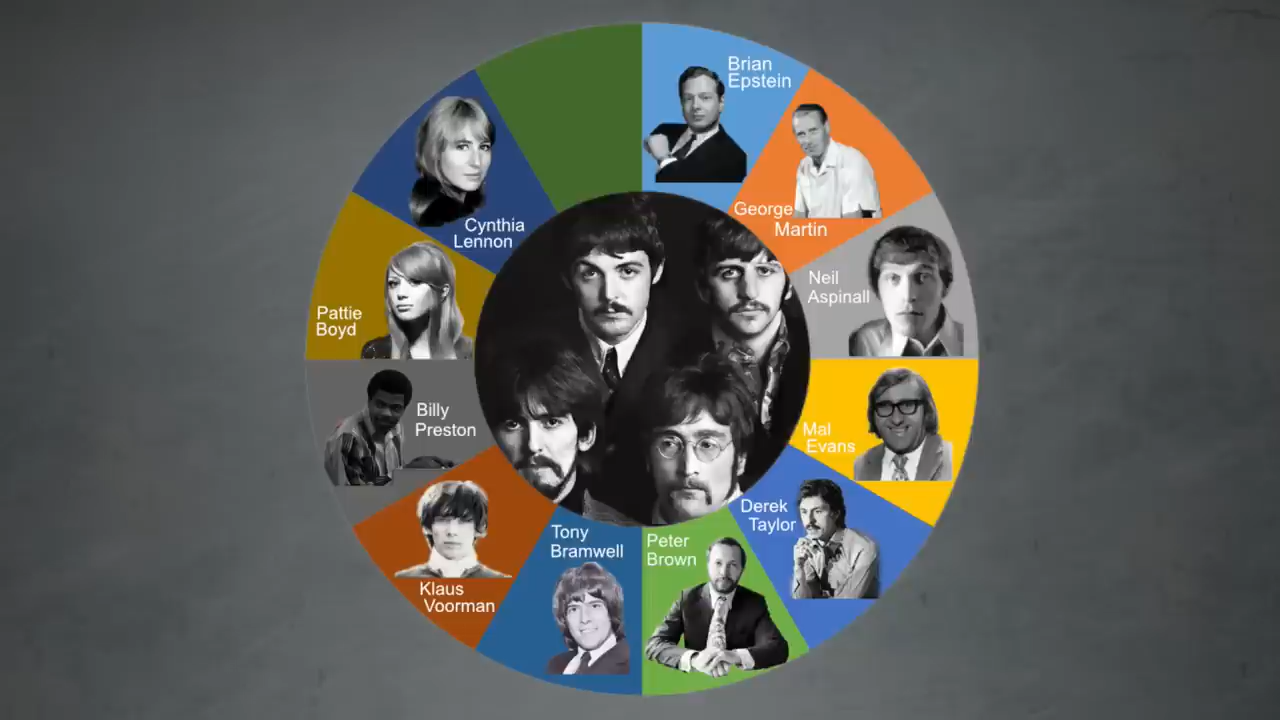 Brian
Epstein
George
Martin
Neil
Aspinall
Mal
Evans
Derek
Taylor
Peter
Brown
Tony
Bramwell
Klaus
Voorman
Billy
Preston
Pattie
Boyd
Cynthia
Lennon